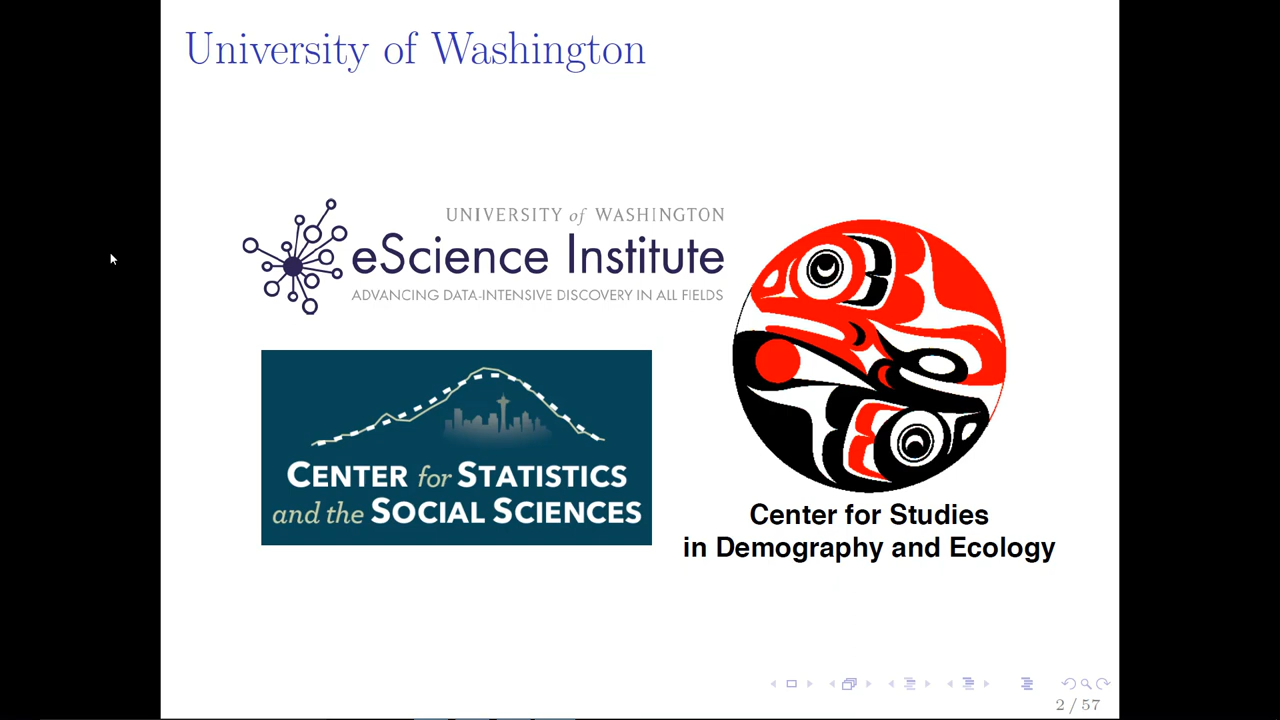 University of Washington
UNIVERSITY of WASHINGTON
eScience Institute
ADVANCING DATA-INTENSIVE DISCOVERY IN ALL FIELDS
CENTER for STATISTICS
and the SOCIAL SCIENCES
Center for Studies
in Demography and Ecology
2 / 57